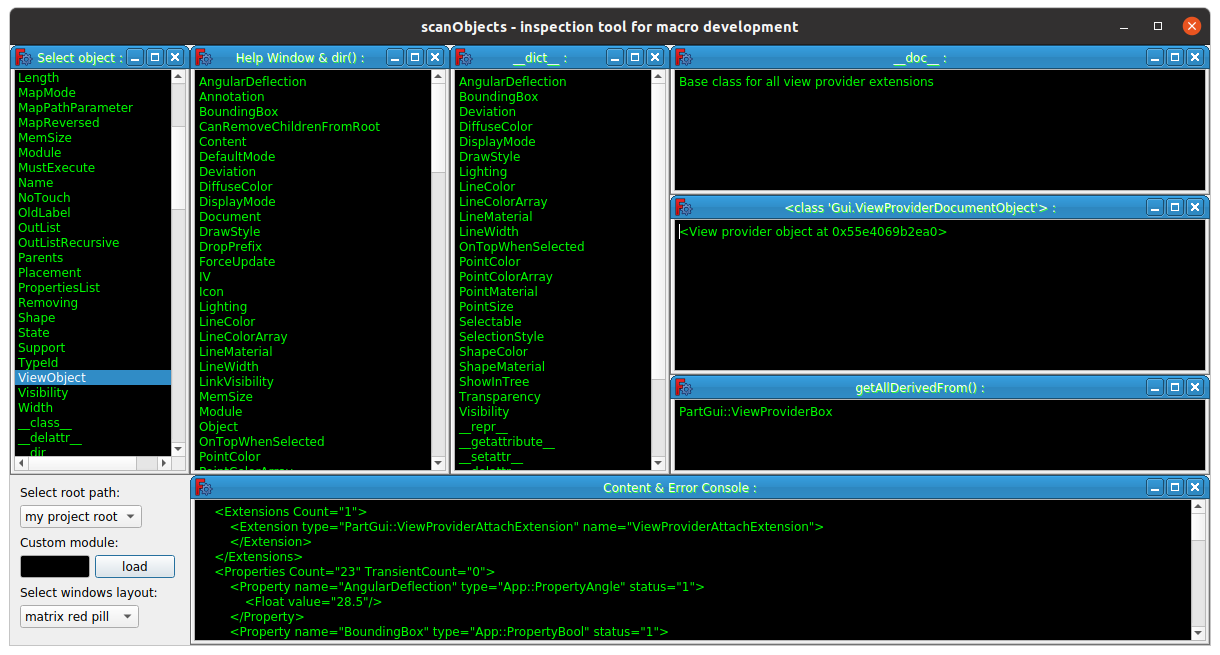 scanObjects - inspection tool for macro development
Select object :
Length
MapMode
MapPathParameter
MapReversed
MemSize
Module
MustExecute
Name
NoTouch
OldLabel
OutList
OutListRecursive
Parents
Placement
PropertiesList
Removing
Shape
State
Support
TypeId
ViewObject
Visibility
Width
__class__
__delattr__
__dir
Help Window & dir() :
AngularDeflection
Annotation
BoundingBox
CanRemoveChildrenFromRoot
Content
DefaultMode
Deviation
DiffuseColor
DisplayMode
Document
DrawStyle
DropPrefix
ForceUpdate
IV
Icon
Lighting
LineColor
LineColorArray
LineMaterial
LineWidth
LinkVisibility
MemSize
Module
Object
OnTopWhenSelected
PointColor
PointColorArray
__dict__ :
AngularDeflection
BoundingBox
Deviation
DiffuseColor
DisplayMode
DrawStyle
Lighting
LineColor
LineColorArray
LineMaterial
LineWidth
OnTopWhenSelected
PointColor
PointColorArray
PointMaterial
PointSize
Selectable
SelectionStyle
ShapeColor
ShapeMaterial
ShowInTree
Transparency
Visibility
__repr__
__getattribute__
__setattr__
__delattr__
__doc__ :
Base class for all view provider extensions
<class 'Gui.ViewProviderDocumentObject'> :
<View provider object at 0x55e4069b2ea0>
getAllDerivedFrom() :
PartGui::ViewProviderBox
Select root path:
my project root
Custom module:
load
Select windows layout:
matrix red pill
Content & Error Console :
<Extensions Count="1">
<Extension type="PartGui::ViewProviderAttachExtension" name="ViewProviderAttachExtension">
</Extension>
</Extensions>
<Properties Count="23" TransientCount="0">
<Property name="AngularDeflection" type="App::PropertyAngle" status="1">
<Float value="28.5"/>
</Property>
<Property name="BoundingBox" type="App::PropertyBool" status="1">